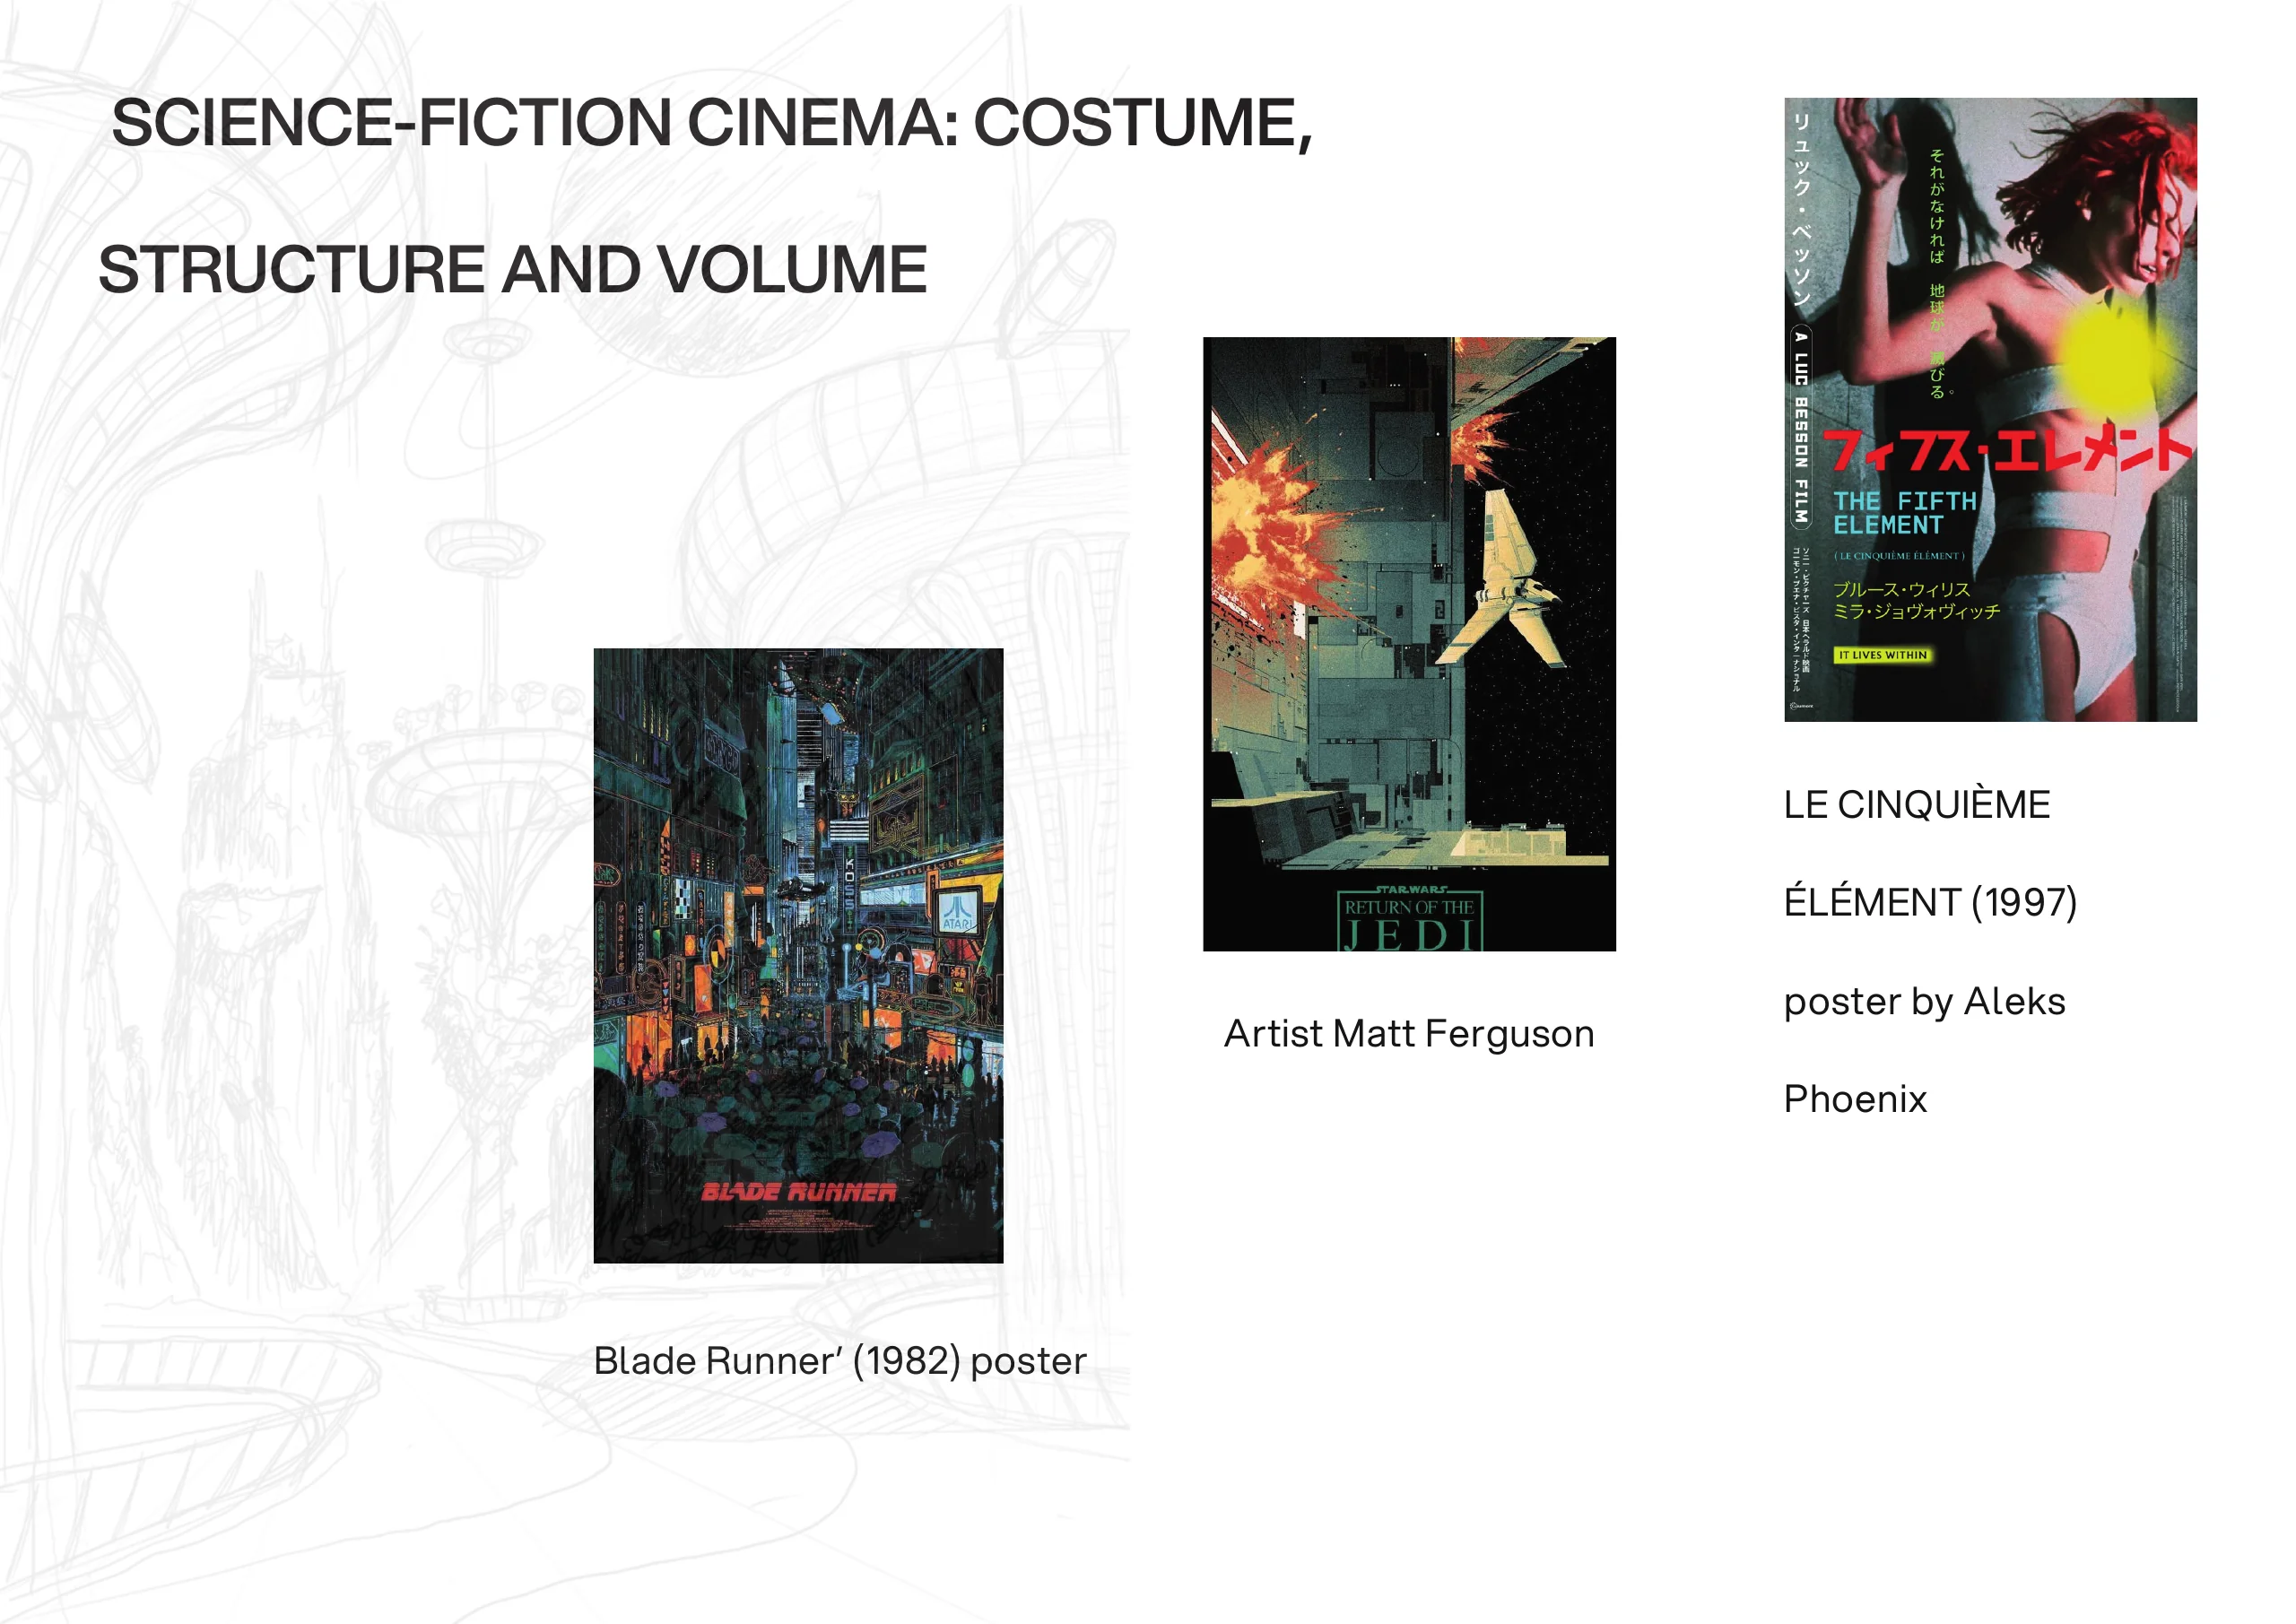 SCIENCE-FICTION CINEMA: COSTUME,
STRUCTURE AND VOLUME
リュック・ベッソン
A LUC BESSON FILM
それがなければ 地球が 滅びる。
フィフス・エレメント
THE FIFTH
ELEMENT
( LE CINQUIÈME ÉLÉMENT )
ブルース・ウィリス
ミラ・ジョヴォヴィッチ
IT LIVES WITHIN
LE CINQUIÈME
ÉLÉMENT (1997)
poster by Aleks
Phoenix
STAR WARS
RETURN OF THE
JEDI
Artist Matt Ferguson
KOSS
ATARI
BLADE RUNNER
Blade Runner’ (1982) poster